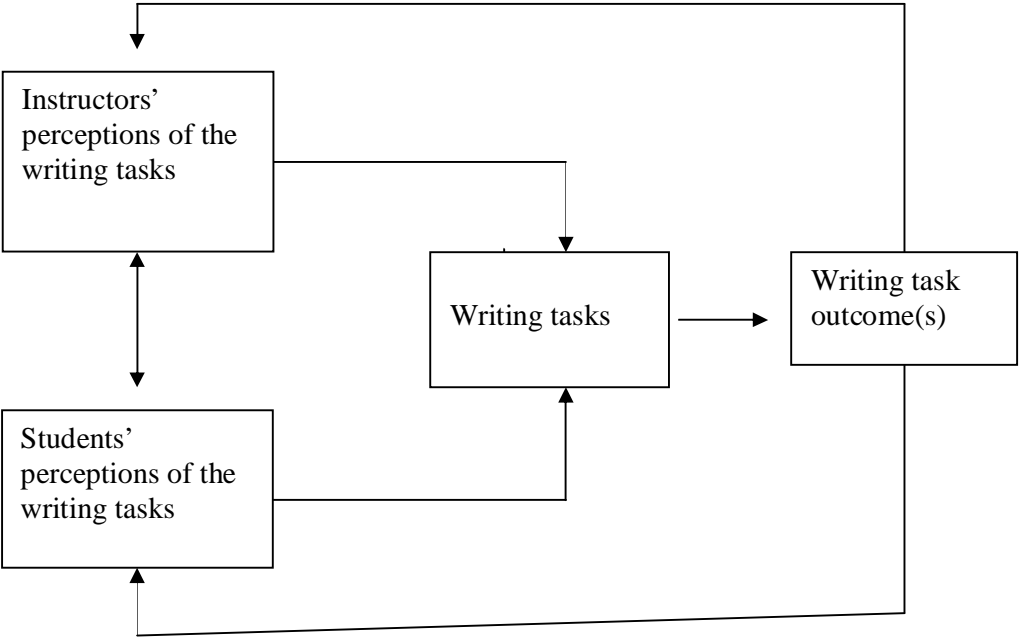 Instructors’
perceptions of the
writing tasks
Writing tasks
Writing task
outcome(s)
Students’
perceptions of the
writing tasks